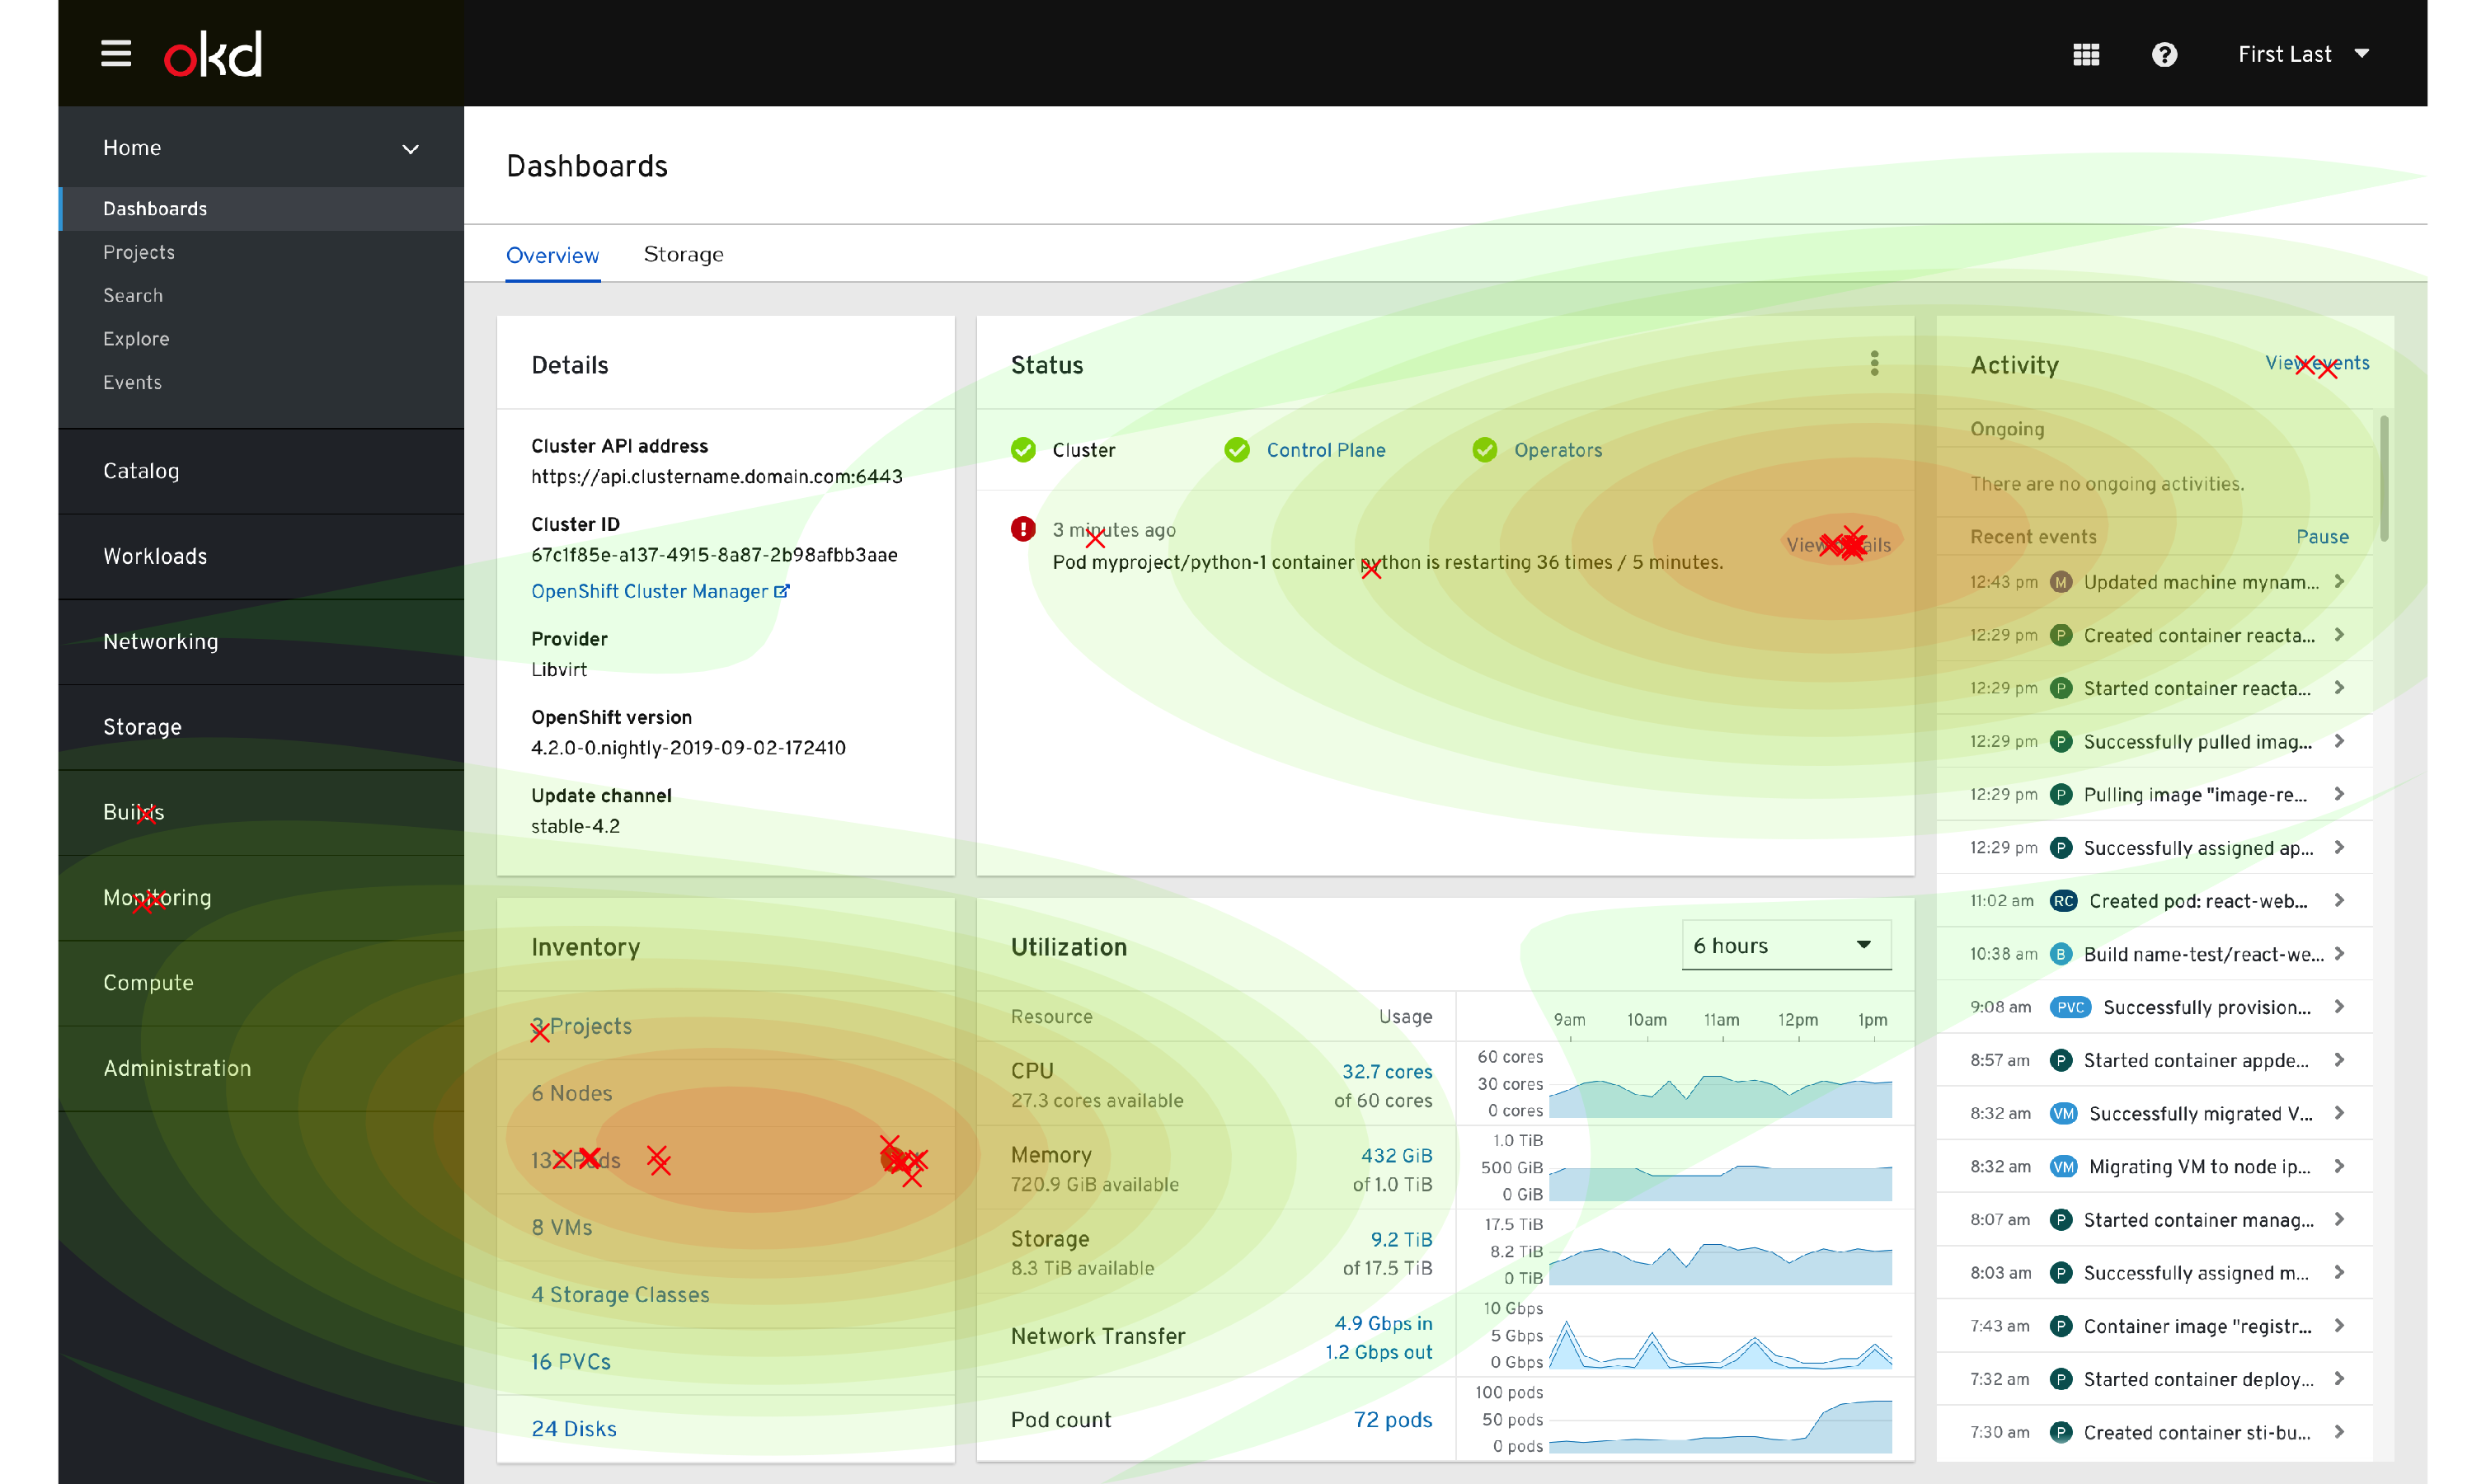 okd
First Last
Home
Dashboards
Projects
Search
Explore
Events
Catalog
Workloads
Networking
Storage
Builds
Monitoring
Compute
Administration
Dashboards
Overview
Storage
Details
Cluster API address
https://api.clustername.domain.com:6443
Cluster ID
67c1f85e-a137-4915-8a87-2b98afbb3aae
OpenShift Cluster Manager
Provider
Libvirt
OpenShift version
4.2.0-0.nightly-2019-09-02-172410
Update channel
stable-4.2
Status
Cluster
Control Plane
Operators
3 minutes ago
Pod myproject/python-1 container python is restarting 36 times / 5 minutes.
View details
Activity
View events
Ongoing
There are no ongoing activities.
Recent events
Pause
12:43 pm M Updated machine mynam...
12:29 pm P Created container reacta...
12:29 pm P Started container reacta...
12:29 pm P Successfully pulled imag...
12:29 pm P Pulling image "image-re...
12:29 pm P Successfully assigned ap...
11:02 am RC Created pod: react-web...
10:38 am B Build name-test/react-we...
9:08 am PVC Successfully provision...
8:57 am P Started container appde...
8:32 am VM Successfully migrated V...
8:32 am VM Migrating VM to node ip...
8:07 am P Started container manag...
8:03 am P Successfully assigned m...
7:43 am P Container image "registr...
7:32 am P Started container deploy...
7:30 am P Created container sti-bu...
Inventory
3 Projects
6 Nodes
132 Pods
8 VMs
4 Storage Classes
16 PVCs
24 Disks
Utilization
6 hours
Resource
Usage
9am 10am 11am 12pm 1pm
CPU
27.3 cores available
32.7 cores
of 60 cores
60 cores
30 cores
0 cores
Memory
720.9 GiB available
432 GiB
of 1.0 TiB
1.0 TiB
500 GiB
0 GiB
Storage
8.3 TiB available
9.2 TiB
of 17.5 TiB
17.5 TiB
8.2 TiB
0 TiB
Network Transfer
4.9 Gbps in
1.2 Gbps out
10 Gbps
5 Gbps
0 Gbps
Pod count
72 pods
100 pods
50 pods
0 pods